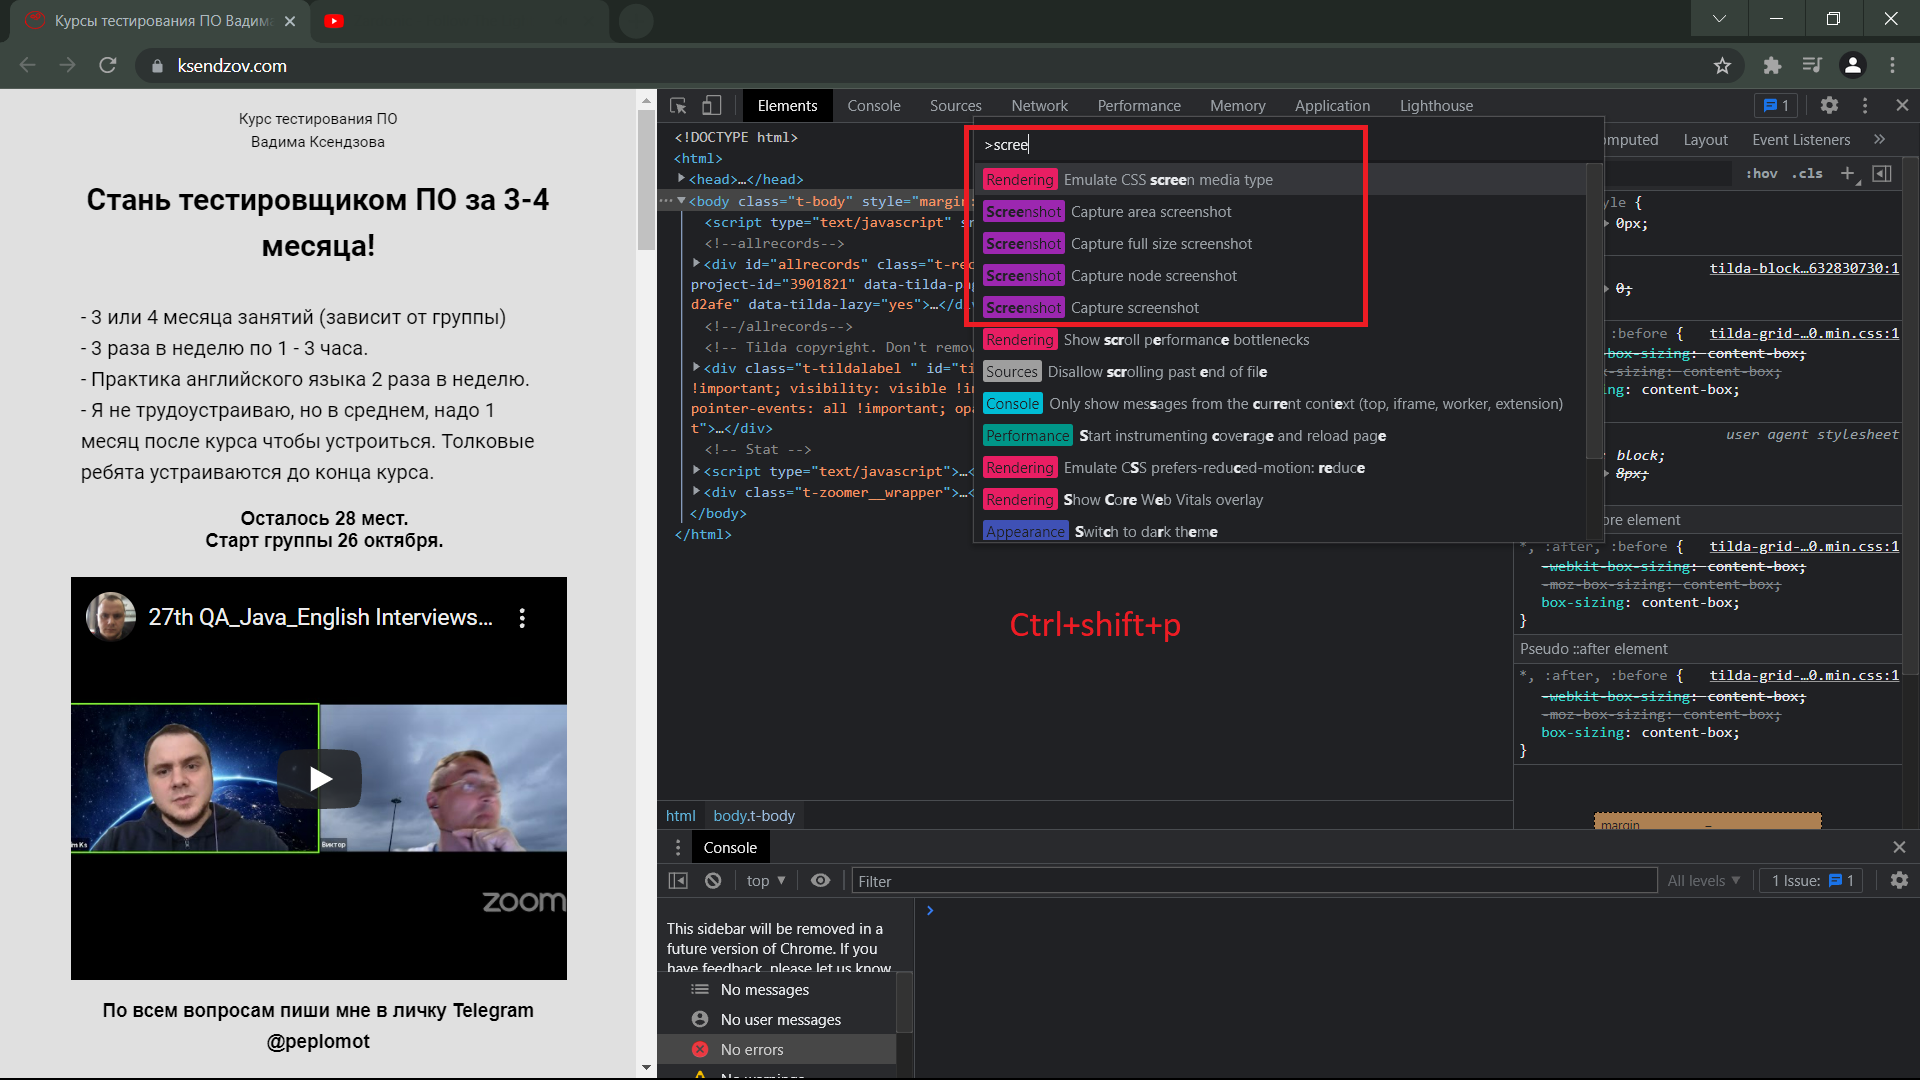 Курсы тестирования ПО Вадима
ksendzov.com
Курс тестирования ПО
Вадима Ксендзова
Стань тестировщиком ПО за 3-4
месяца!
- 3 или 4 месяца занятий (зависит от группы)
- 3 раза в неделю по 1 - 3 часа.
- Практика английского языка 2 раза в неделю.
- Я не трудоустраиваю, но в среднем, надо 1
месяц после курса чтобы устроиться. Толковые
ребята устраиваются до конца курса.
Осталось 28 мест.
Старт группы 26 октября.
27th QA_Java_English Interviews...
Виктор
zoom
По всем вопросам пиши мне в личку Telegram
@peplomot
Elements Console Sources Network Performance Memory Application Lighthouse 1
<!DOCTYPE html>
<html>
<head>…</head>
<body class="t-body" style="margin:
<script type="text/javascript" s
<!--allrecords-->
<div id="allrecords" class="t-rec
project-id="3901821" data-tilda-pa
d2afe" data-tilda-lazy="yes">…</di
<!--/allrecords-->
<!-- Tilda copyright. Don't remov
<div class="t-tildalabel " id="ti
!important; visibility: visible !i
pointer-events: all !important; opa
t">…</div>
<!-- Stat -->
<script type="text/javascript">…<
<div class="t-zoomer__wrapper">…<
</body>
</html>
>scree
Rendering Emulate CSS screen media type
Screenshot Capture area screenshot
Screenshot Capture full size screenshot
Screenshot Capture node screenshot
Screenshot Capture screenshot
Rendering Show scroll performance bottlenecks
Sources Disallow scrolling past end of file
Console Only show messages from the current context (top, iframe, worker, extension)
Performance Start instrumenting coverage and reload page
Rendering Emulate CSS prefers-reduced-motion: reduce
Rendering Show Core Web Vitals overlay
Appearance Switch to dark theme
Ctrl+shift+p
omputed Layout Event Listeners »
:hov .cls +
yle {
0px;
tilda-block…632830730:1
0;
:before { tilda-grid-…0.min.css:1
box-sizing: content-box;
-sizing: content-box;
ing: content-box;
user agent stylesheet
block;
8px;
ore element
*, :after, :before { tilda-grid-…0.min.css:1
-webkit-box-sizing: content-box;
-moz-box-sizing: content-box;
box-sizing: content-box;
}
Pseudo ::after element
*, :after, :before { tilda-grid-…0.min.css:1
-webkit-box-sizing: content-box;
-moz-box-sizing: content-box;
box-sizing: content-box;
}
margin –
html body.t-body
Console
top Filter All levels 1 Issue: 1
This sidebar will be removed in a
future version of Chrome. If you
have feedback, please let us know
No messages
No user messages
No errors
No warnings